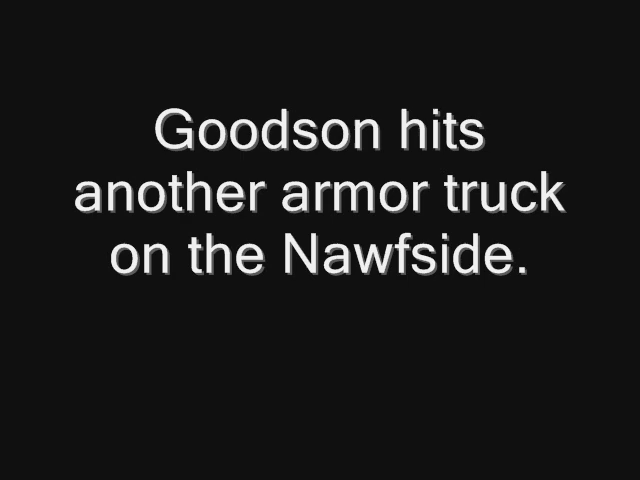 Goodson hits
another armor truck
on the Nawfside.